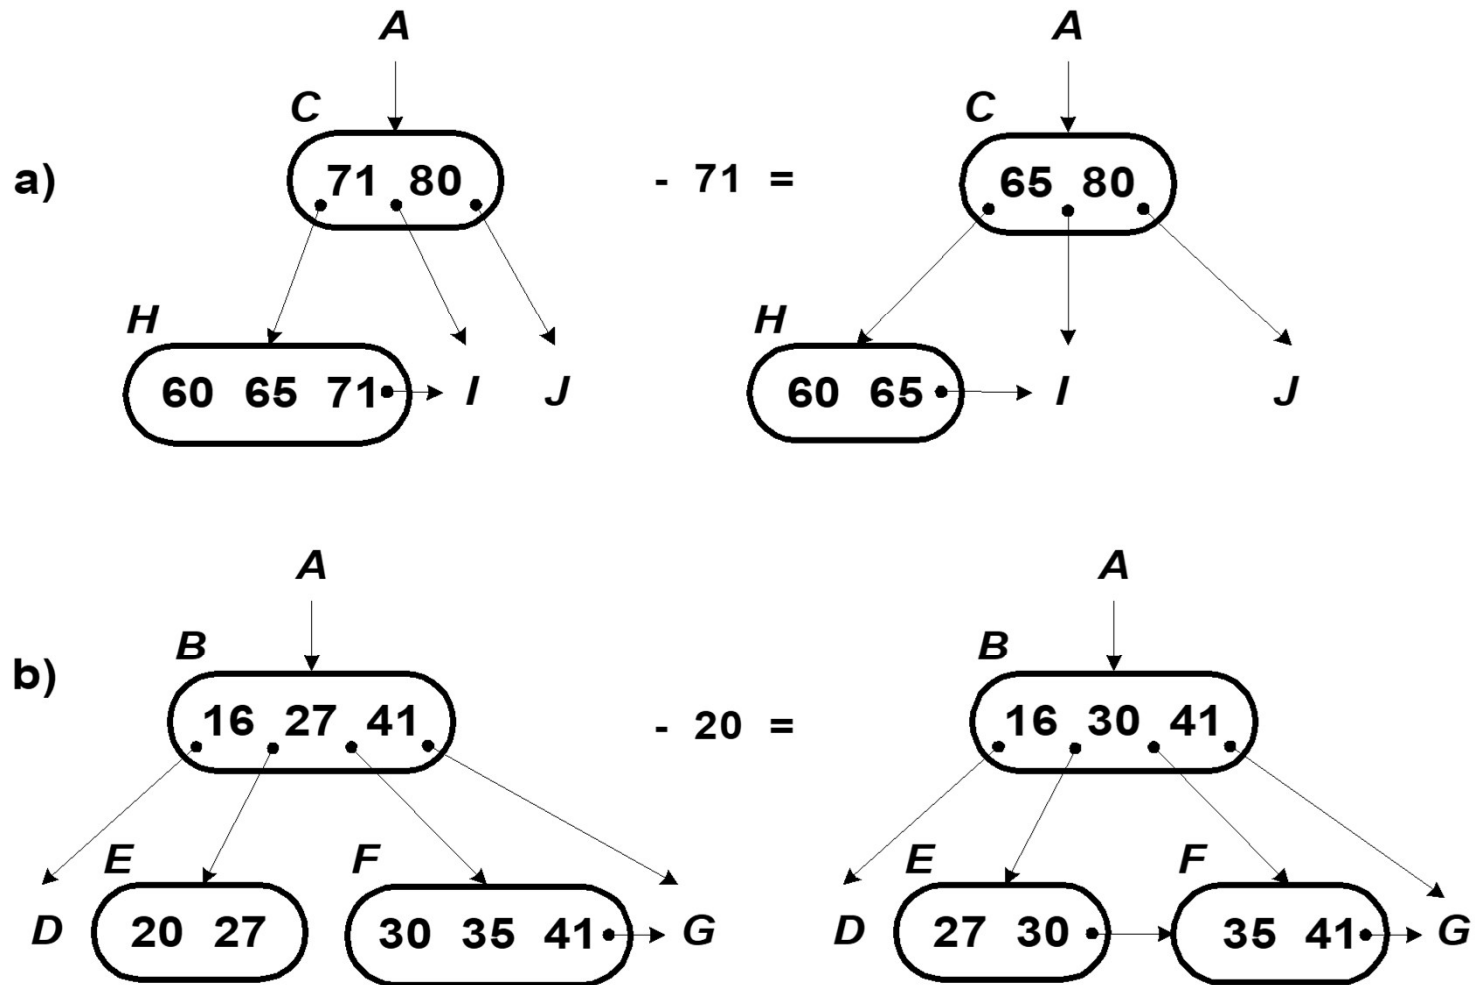 A A
C C
a) 71 80 - 71 = 65 80
H H
60 65 71 I J 60 65 I J
A A
B B
b) 16 27 41 - 20 = 16 30 41
E F E F
D 20 27 30 35 41 G D 27 30 35 41 G